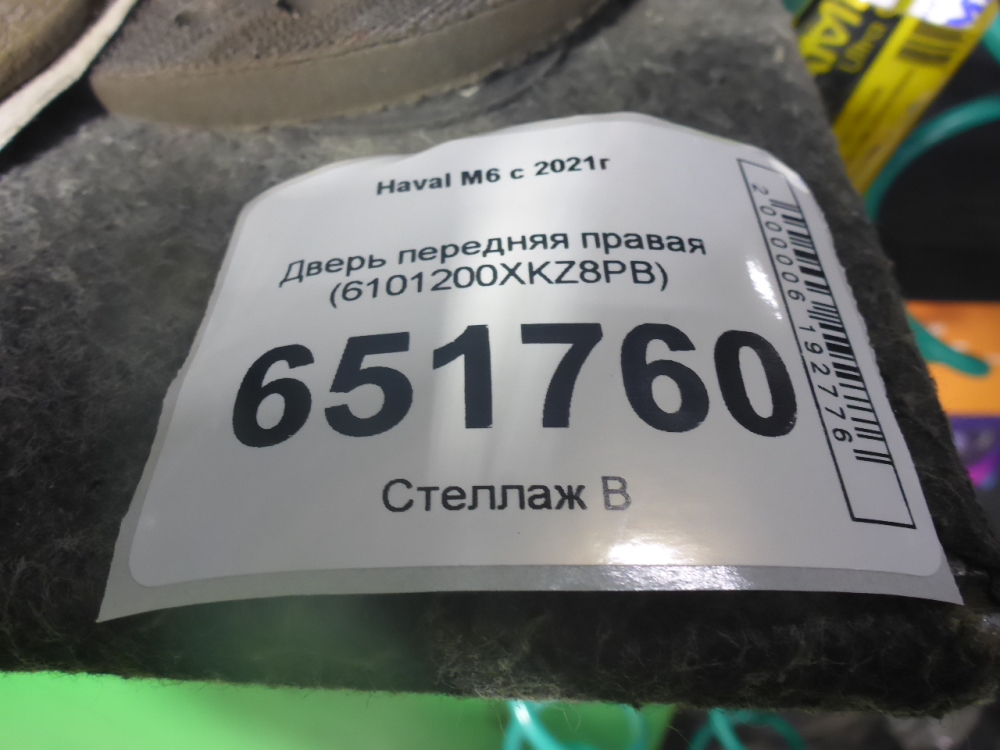 Haval M6 с 2021г
Дверь передняя правая
(6101200XKZ8PB)
651760
Стеллаж В
2000006192776